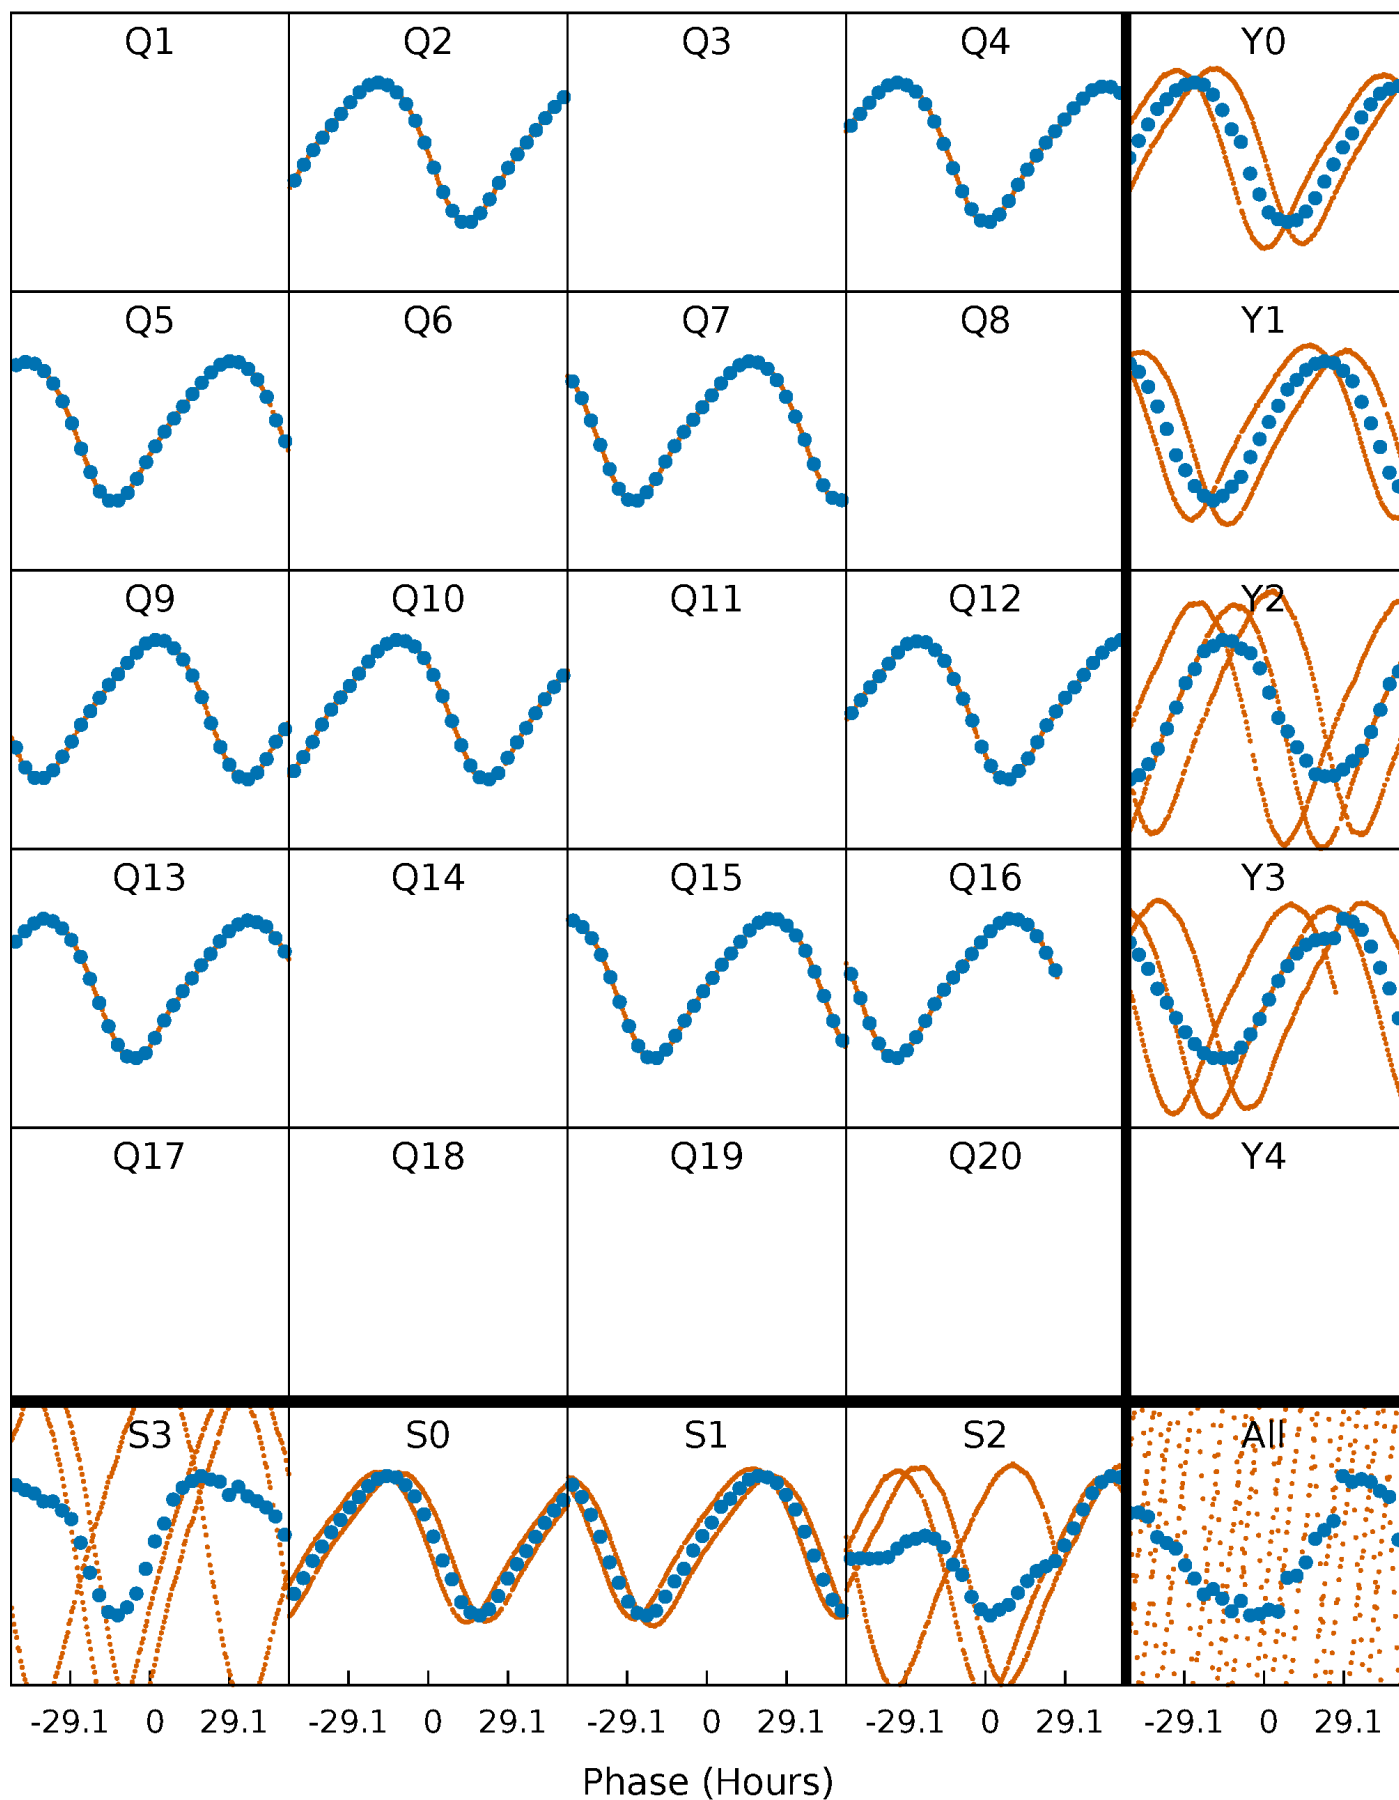 Q1 Q2 Q3 Q4 Y0
Q5 Q6 Q7 Q8 Y1
Q9 Q10 Q11 Q12 Y2
Q13 Q14 Q15 Q16 Y3
Q17 Q18 Q19 Q20 Y4
S3 S0 S1 S2 All
-29.1 0 29.1 -29.1 0 29.1 -29.1 0 29.1 -29.1 0 29.1 -29.1 0 29.1
Phase (Hours)